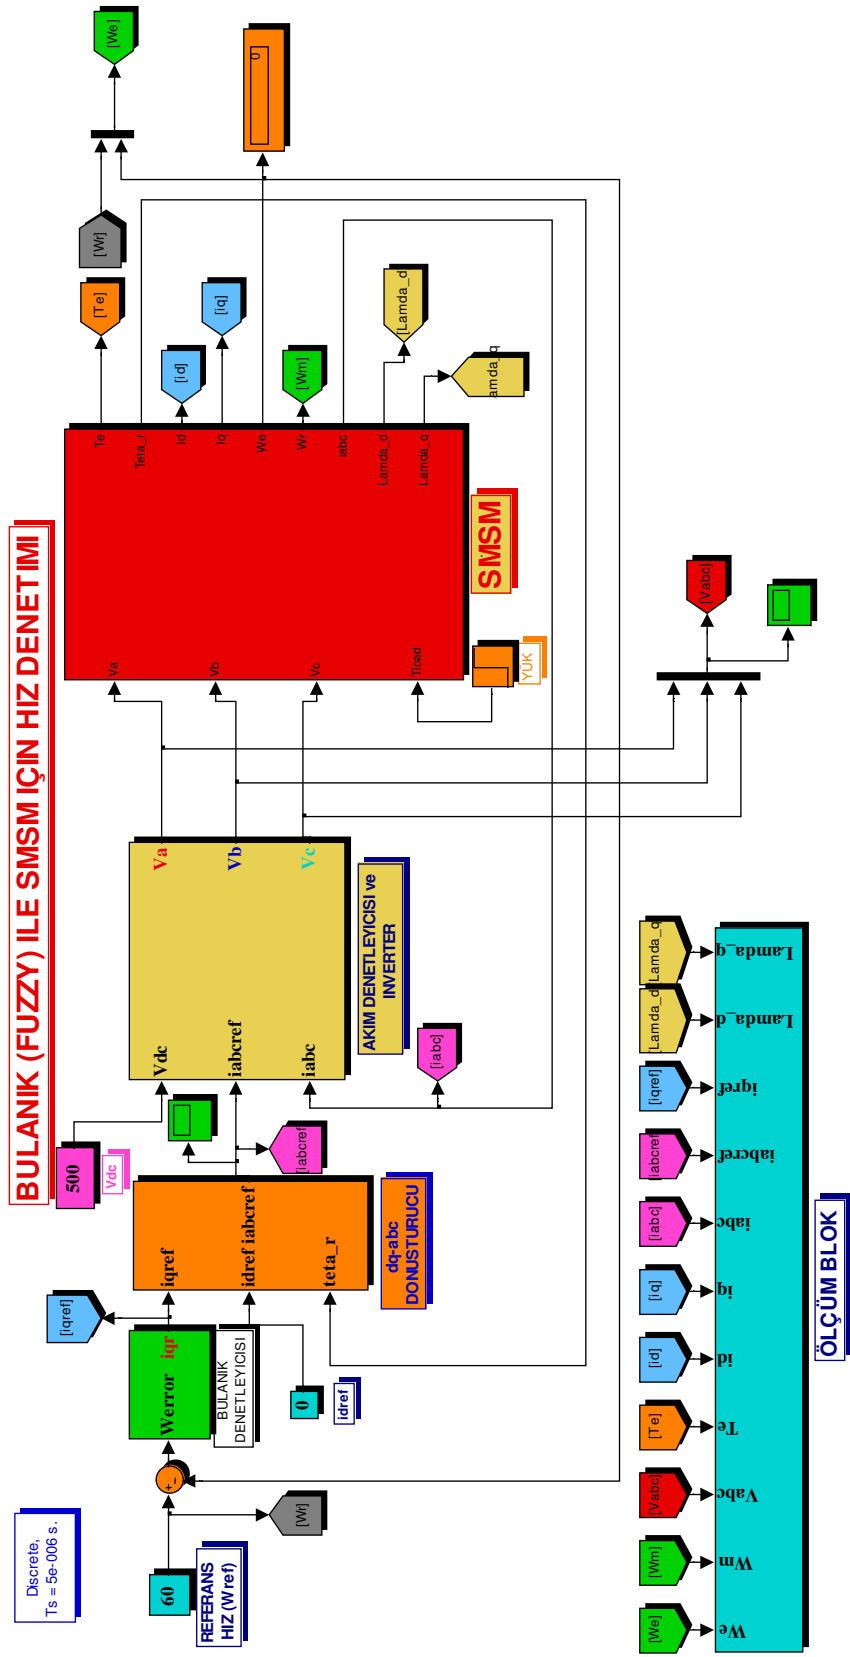 BULANIK (FUZZY) ILE SMSM IÇIN HIZ DENETIMI
Discrete,
Ts = 5e-006 s.
60
REFERANS
HIZ (Wref)
[Wr]
+
−
Werror
iqr
BULANIK
DENETLEYICISI
[iqref]
0
idref
iqref
idref iabcref
teta_r
dq-abc
DONUSTURUCU
500
Vdc
[iabcref
Vdc
iabcref
iabc
Va
Vb
Vc
AKIM DENETLEYICISI ve
INVERTER
[iabc]
Va
Vb
Vc
Tload
YÜK
Te
Teta_r
Id
Iq
We
Wr
iabc
Lamda_d
Lamda_q
SMSM
[Te]
[Wr]
[We]
[id]
[iq]
0
[Wm]
[Lamda_d
amda_q
[Vabc]
[We]
[Wm]
[Vabc]
[Te]
[id]
[iq]
[iabc]
[iabcref
[iqref]
[Lamda_d
[Lamda_q
We
Wm
Vabc
Te
id
iq
iabc
iabcref
iqref
Lamda_d
Lamda_q
ÖLÇÜM BLOK